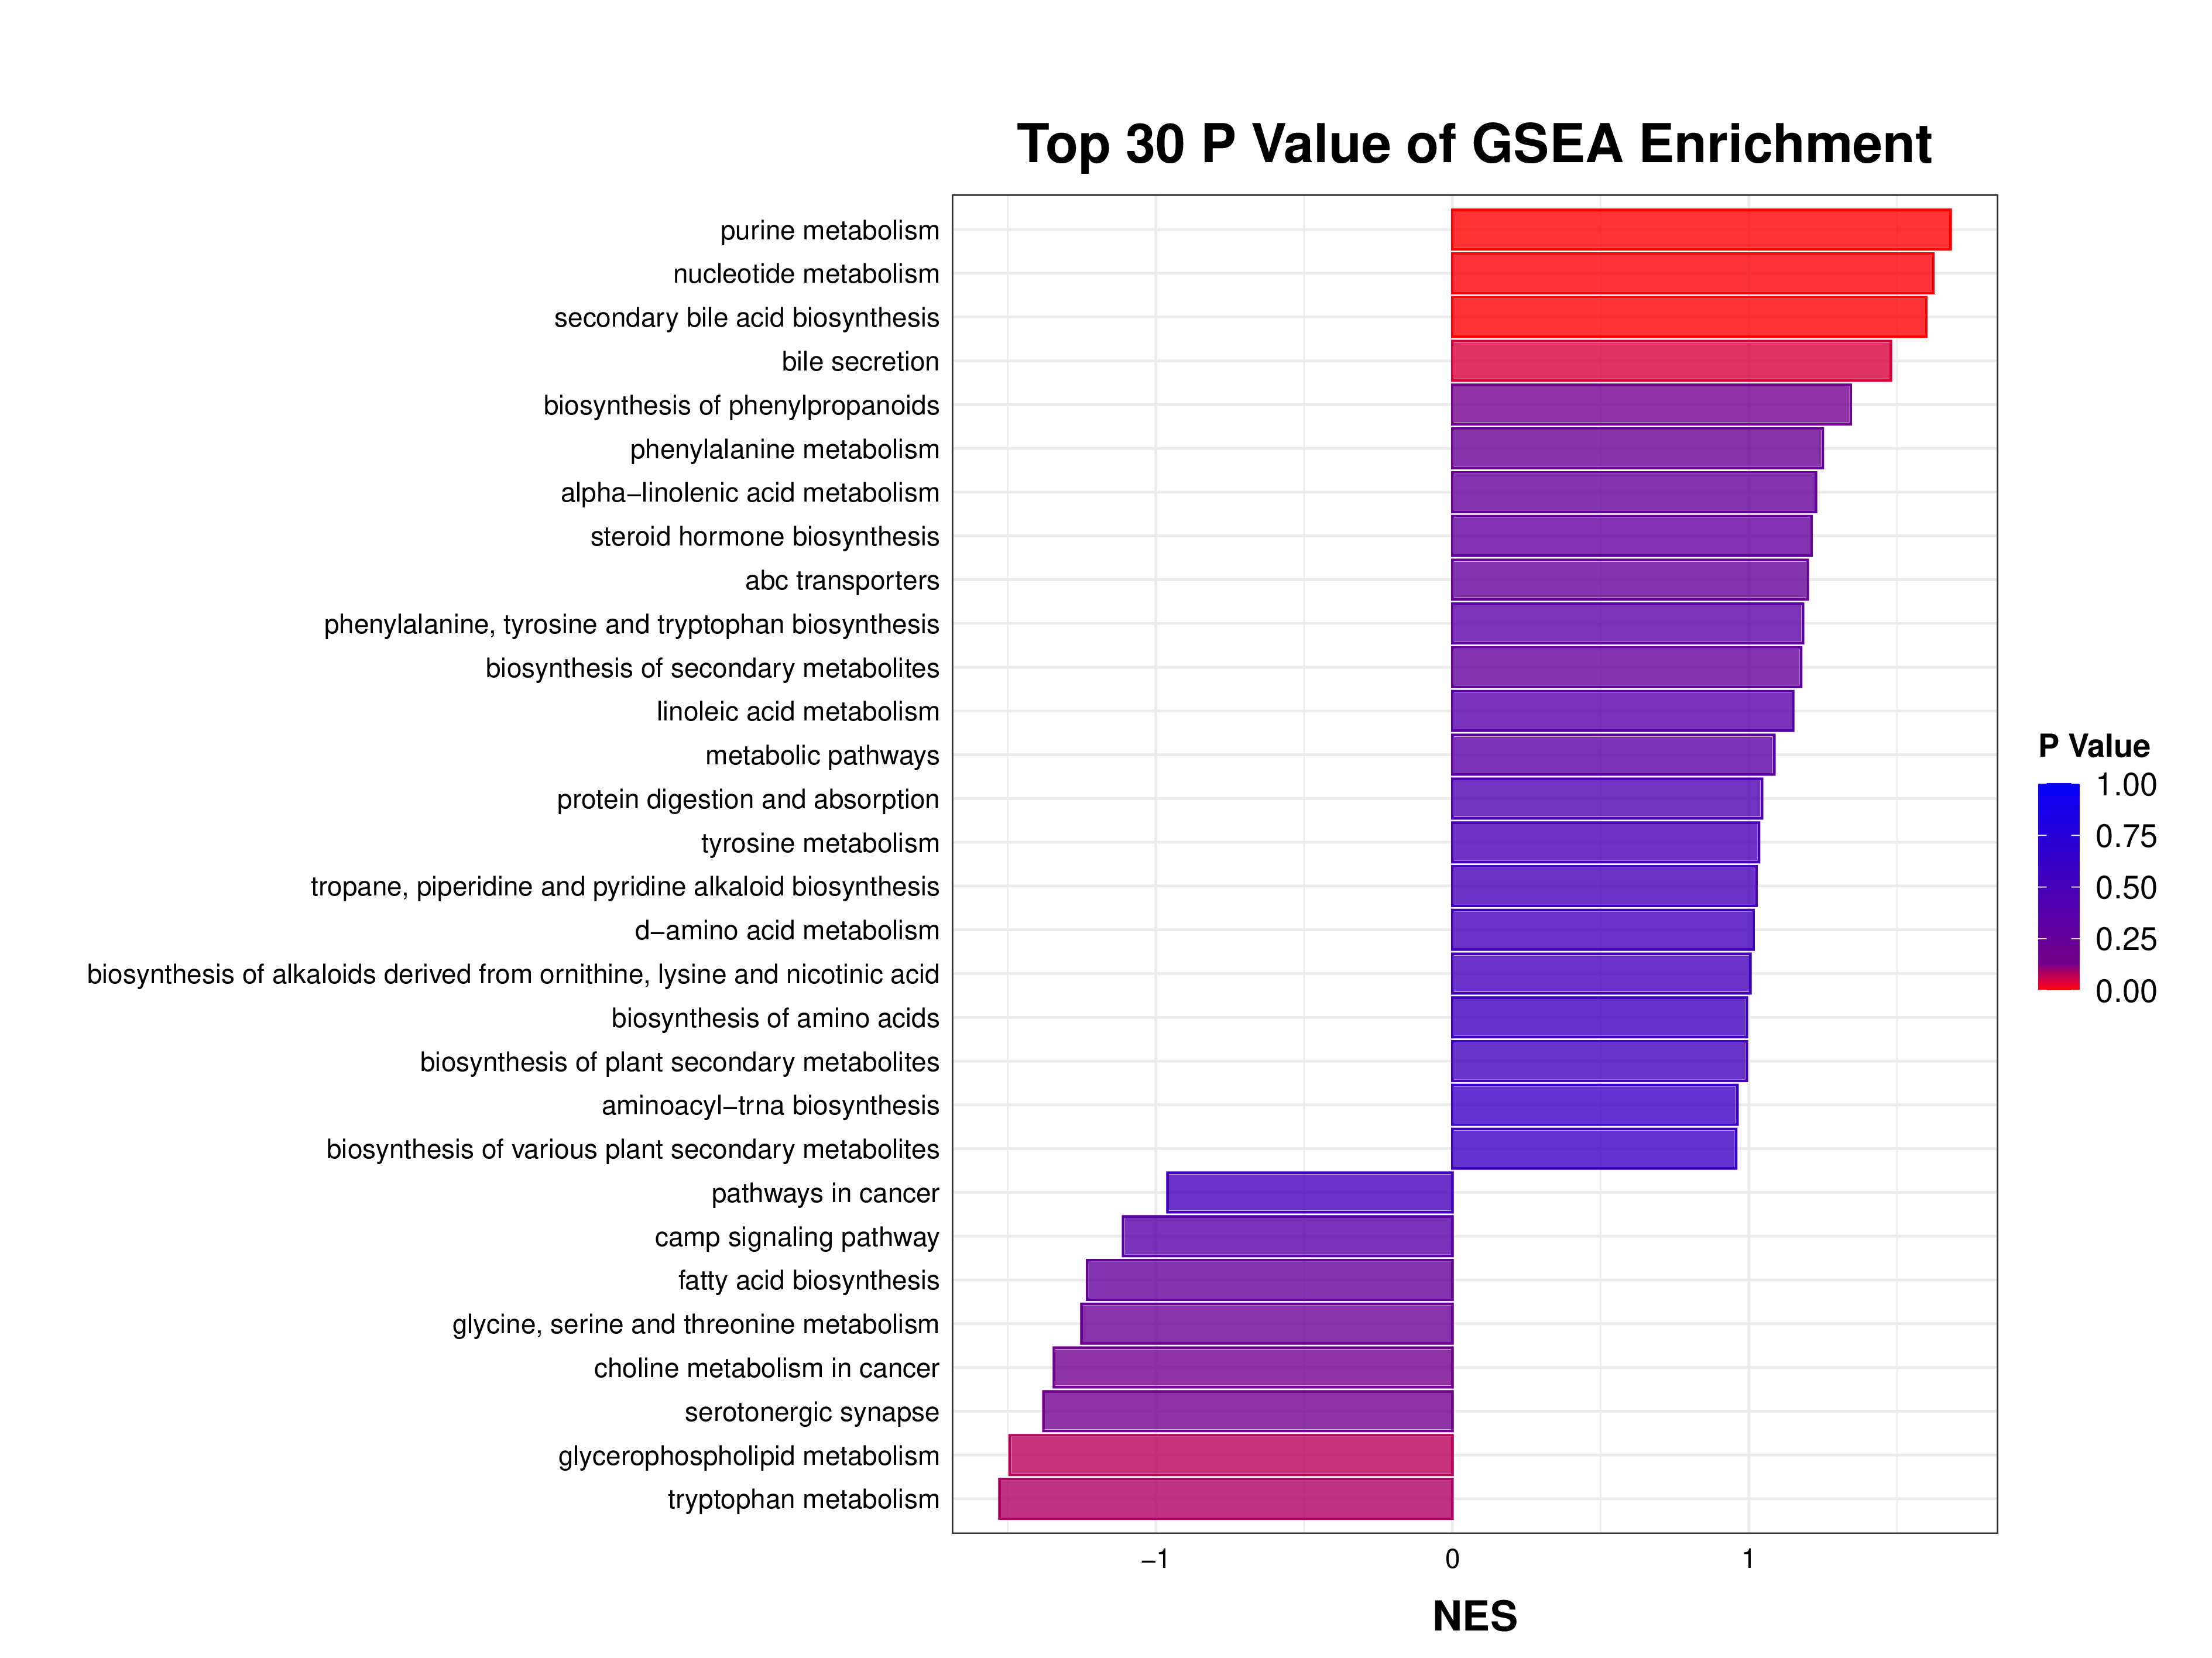 Top 30 P Value of GSEA Enrichment
purine metabolism
nucleotide metabolism
secondary bile acid biosynthesis
bile secretion
biosynthesis of phenylpropanoids
phenylalanine metabolism
alpha−linolenic acid metabolism
steroid hormone biosynthesis
abc transporters
phenylalanine, tyrosine and tryptophan biosynthesis
biosynthesis of secondary metabolites
linoleic acid metabolism
metabolic pathways
protein digestion and absorption
tyrosine metabolism
tropane, piperidine and pyridine alkaloid biosynthesis
d−amino acid metabolism
biosynthesis of alkaloids derived from ornithine, lysine and nicotinic acid
biosynthesis of amino acids
biosynthesis of plant secondary metabolites
aminoacyl−trna biosynthesis
biosynthesis of various plant secondary metabolites
pathways in cancer
camp signaling pathway
fatty acid biosynthesis
glycine, serine and threonine metabolism
choline metabolism in cancer
serotonergic synapse
glycerophospholipid metabolism
tryptophan metabolism
−1 0 1
NES
P Value
1.00
0.75
0.50
0.25
0.00